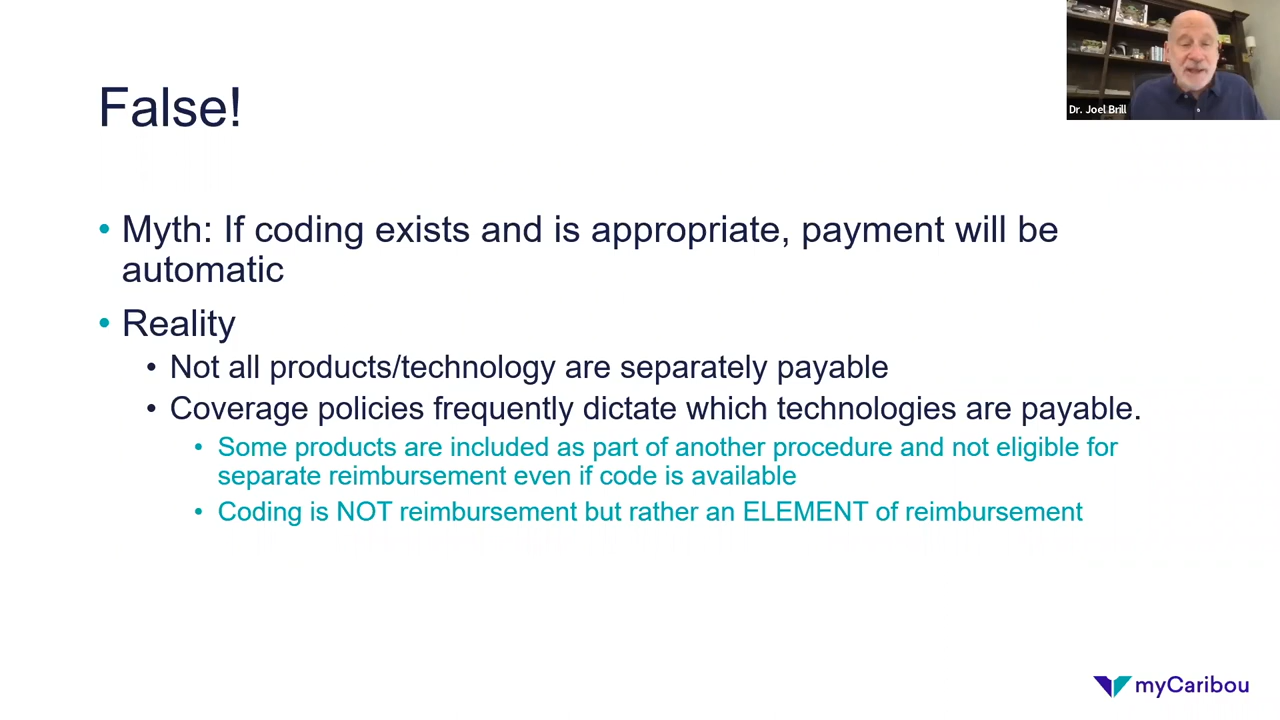 False!
Dr. Joel Brill
• Myth: If coding exists and is appropriate, payment will be
automatic
• Reality
• Not all products/technology are separately payable
• Coverage policies frequently dictate which technologies are payable.
• Some products are included as part of another procedure and not eligible for
separate reimbursement even if code is available
• Coding is NOT reimbursement but rather an ELEMENT of reimbursement
myCaribou